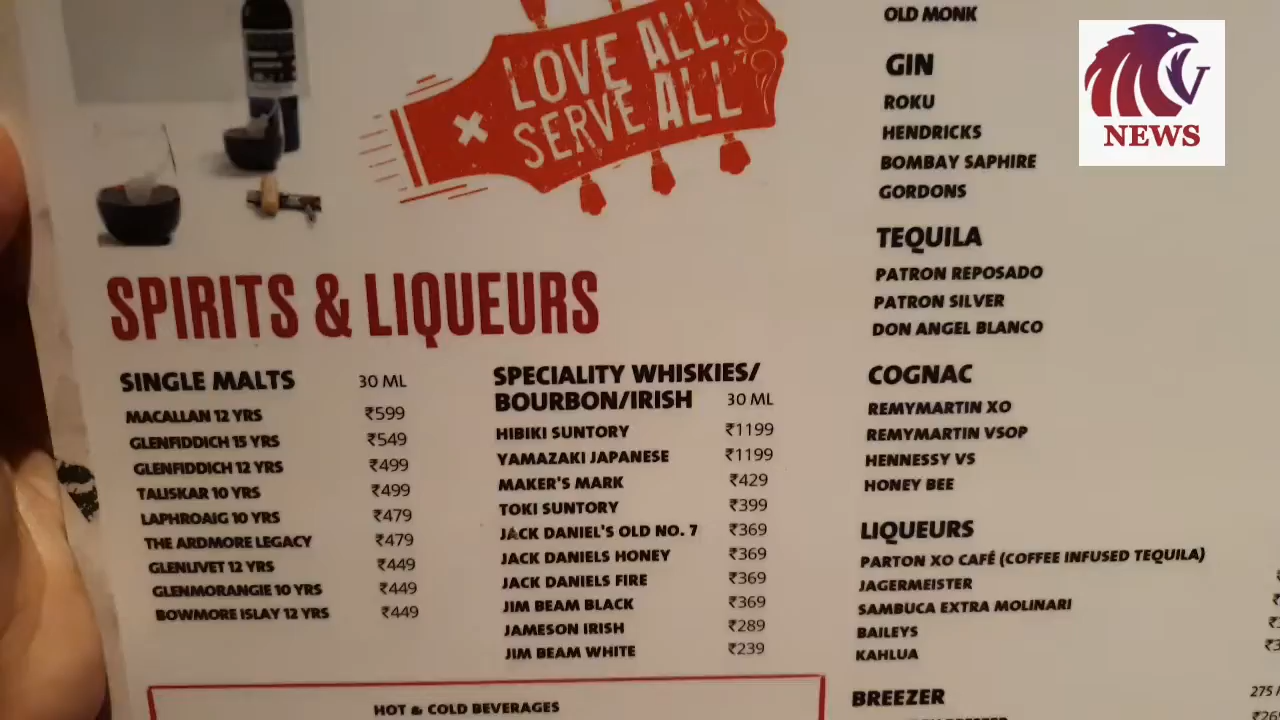 LOVE ALL,
SERVE ALL
SPIRITS & LIQUEURS
SINGLE MALTS 30 ML
MACALLAN 12 YRS ₹599
GLENFIDDICH 15 YRS ₹549
GLENFIDDICH 12 YRS ₹499
TALISKAR 10 YRS ₹499
LAPHROAIG 10 YRS ₹479
THE ARDMORE LEGACY ₹479
GLENLIVET 12 YRS ₹449
GLENMORANGIE 10 YRS ₹449
BOWMORE ISLAY 12 YRS ₹449
SPECIALITY WHISKIES/
BOURBON/IRISH 30 ML
HIBIKI SUNTORY ₹1199
YAMAZAKI JAPANESE ₹1199
MAKER'S MARK ₹429
TOKI SUNTORY ₹399
JACK DANIEL'S OLD NO. 7 ₹369
JACK DANIELS HONEY ₹369
JACK DANIELS FIRE ₹369
JIM BEAM BLACK ₹369
JAMESON IRISH ₹289
JIM BEAM WHITE ₹239
HOT & COLD BEVERAGES
OLD MONK
GIN
ROKU
HENDRICKS
BOMBAY SAPHIRE
GORDONS
TEQUILA
PATRON REPOSADO
PATRON SILVER
DON ANGEL BLANCO
COGNAC
REMYMARTIN XO
REMYMARTIN VSOP
HENNESSY VS
HONEY BEE
LIQUEURS
PARTON XO CAFÉ (COFFEE INFUSED TEQUILA)
JAGERMEISTER
SAMBUCA EXTRA MOLINARI
BAILEYS
KAHLUA
BREEZER 275
V
NEWS